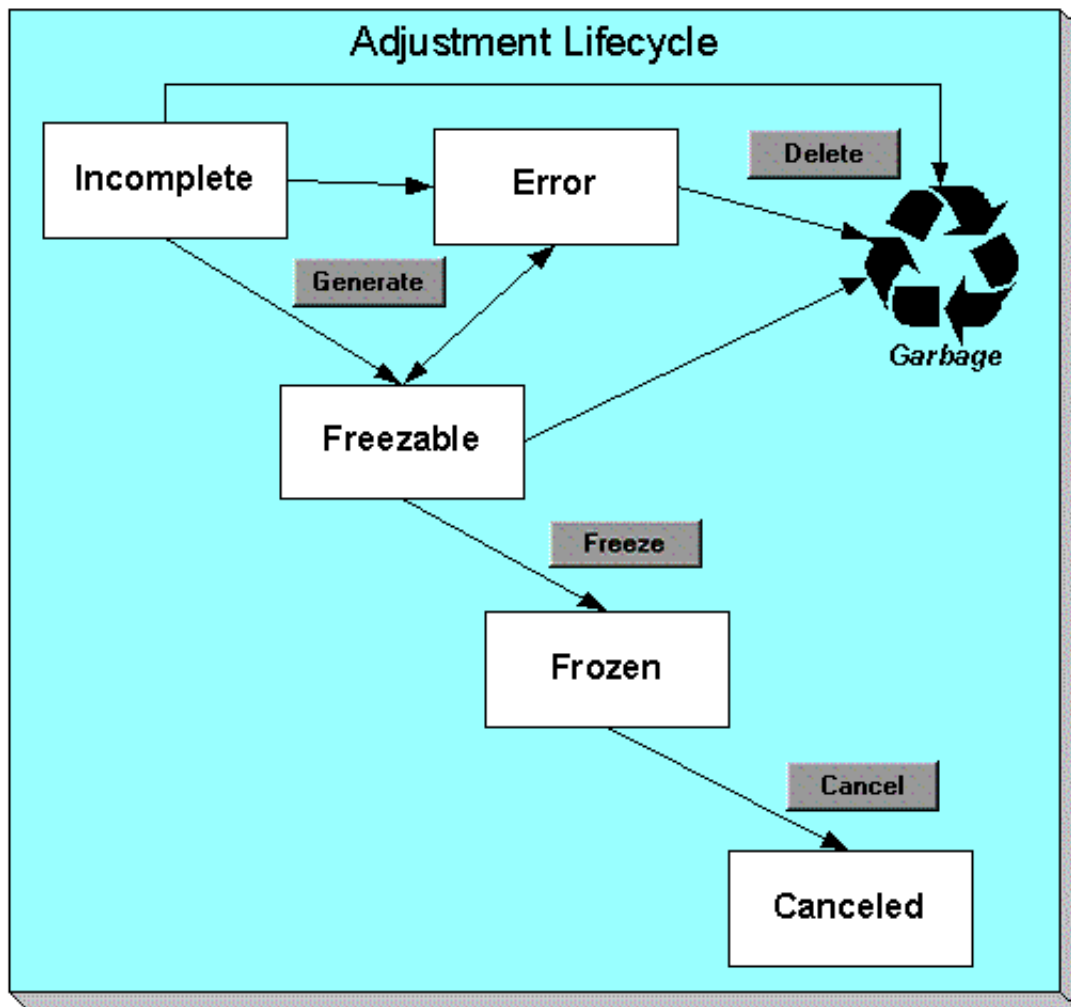 Adjustment Lifecycle
Incomplete
Error
Delete
Generate
Garbage
Freezable
Freeze
Frozen
Cancel
Canceled